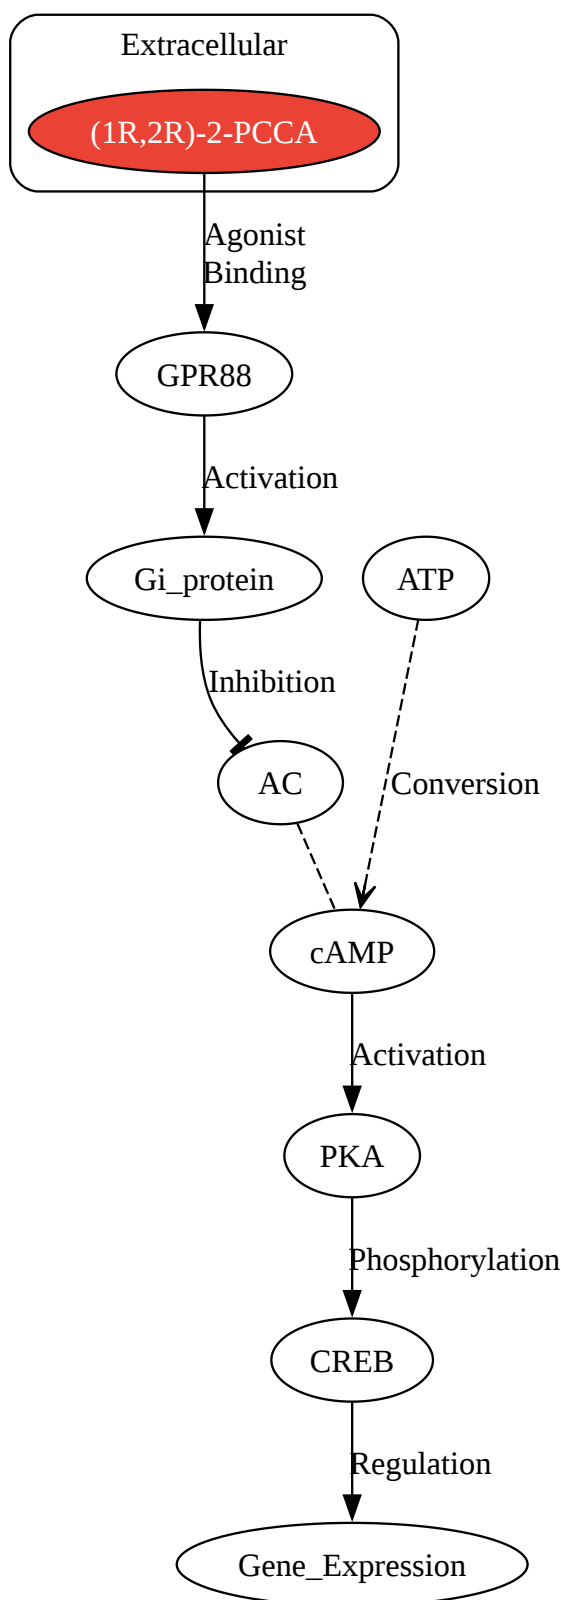 Extracellular
(1R,2R)-2-PCCA
Agonist
Binding
GPR88
Activation
Gi_protein
ATP
Inhibition
AC
Conversion
cAMP
Activation
PKA
Phosphorylation
CREB
Regulation
Gene_Expression